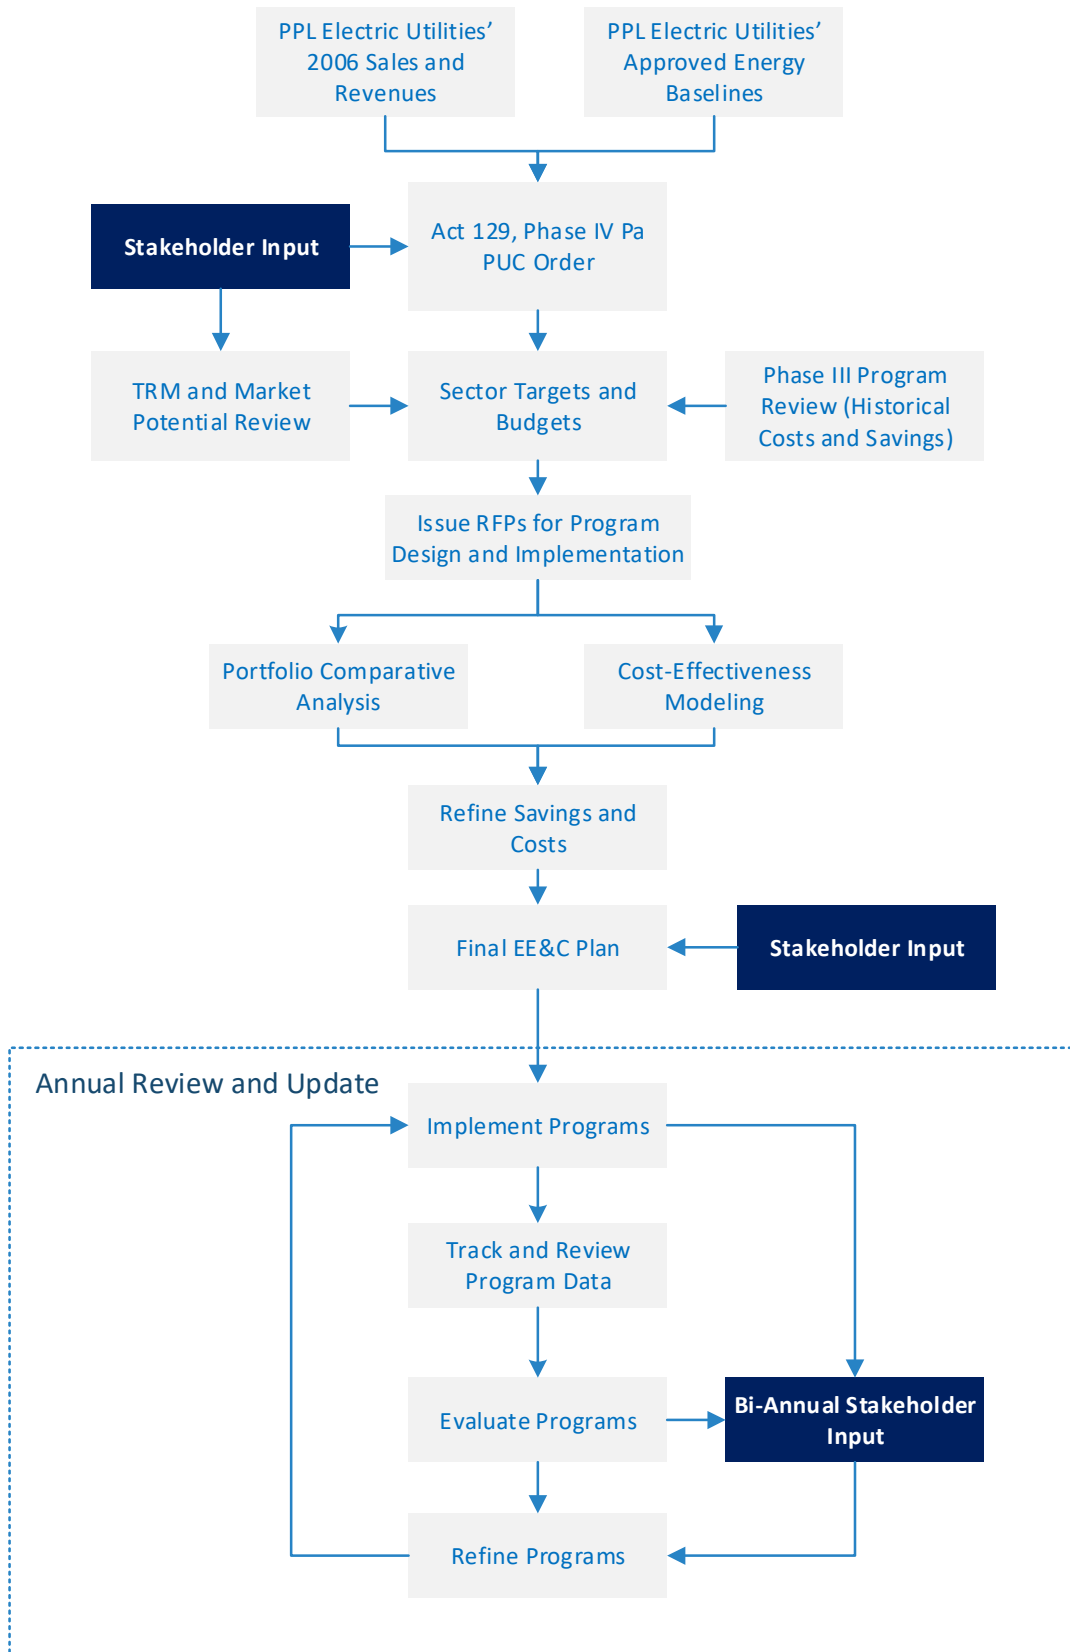 PPL Electric Utilities’
2006 Sales and
Revenues
PPL Electric Utilities’
Approved Energy
Baselines
Stakeholder Input
Act 129, Phase IV Pa
PUC Order
TRM and Market
Potential Review
Sector Targets and
Budgets
Phase III Program
Review (Historical
Costs and Savings)
Issue RFPs for Program
Design and Implementation
Portfolio Comparative
Analysis
Cost-Effectiveness
Modeling
Refine Savings and
Costs
Final EE&C Plan
Stakeholder Input
Annual Review and Update
Implement Programs
Track and Review
Program Data
Evaluate Programs
Bi-Annual Stakeholder
Input
Refine Programs